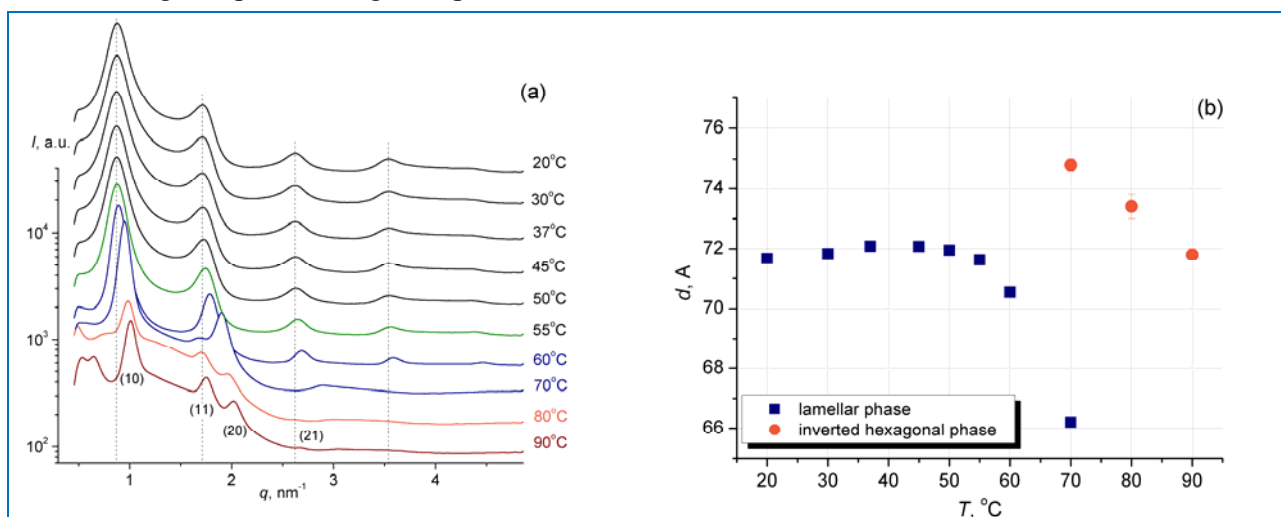 (a)
I, a.u.
10⁴
10³
10²
20°C
30°C
37°C
45°C
50°C
55°C
60°C
70°C
80°C
90°C
(10)
(11)
(20)
(21)
1 2 3 4
q, nm⁻¹
(b)
d, A
76
74
72
70
68
66
lamellar phase
inverted hexagonal phase
20 30 40 50 60 70 80 90
T, °C